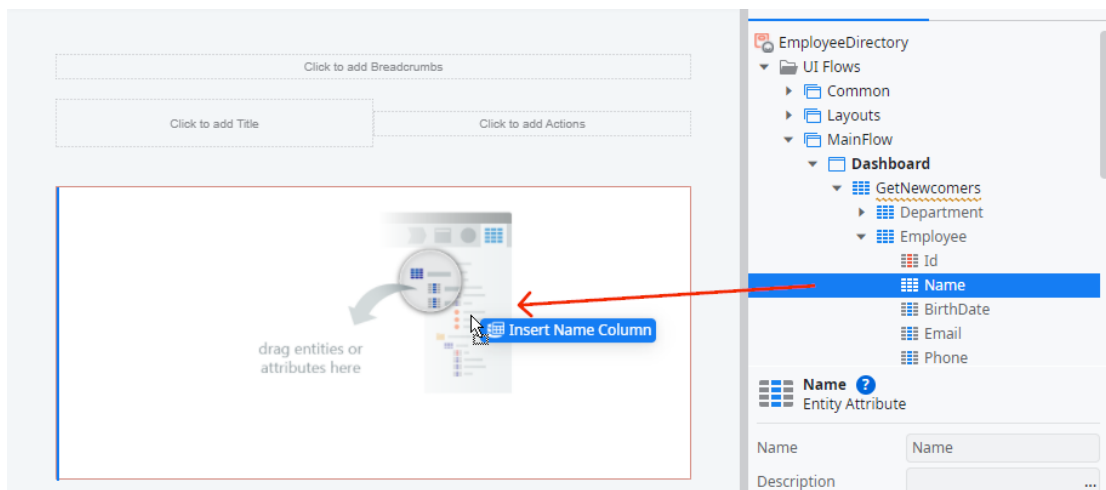 Click to add Breadcrumbs
Click to add Title
Click to add Actions
drag entities or
attributes here
Insert Name Column
EmployeeDirectory
UI Flows
Common
Layouts
MainFlow
Dashboard
GetNewcomers
Department
Employee
Id
Name
BirthDate
Email
Phone
Name ?
Entity Attribute
Name Name
Description ...